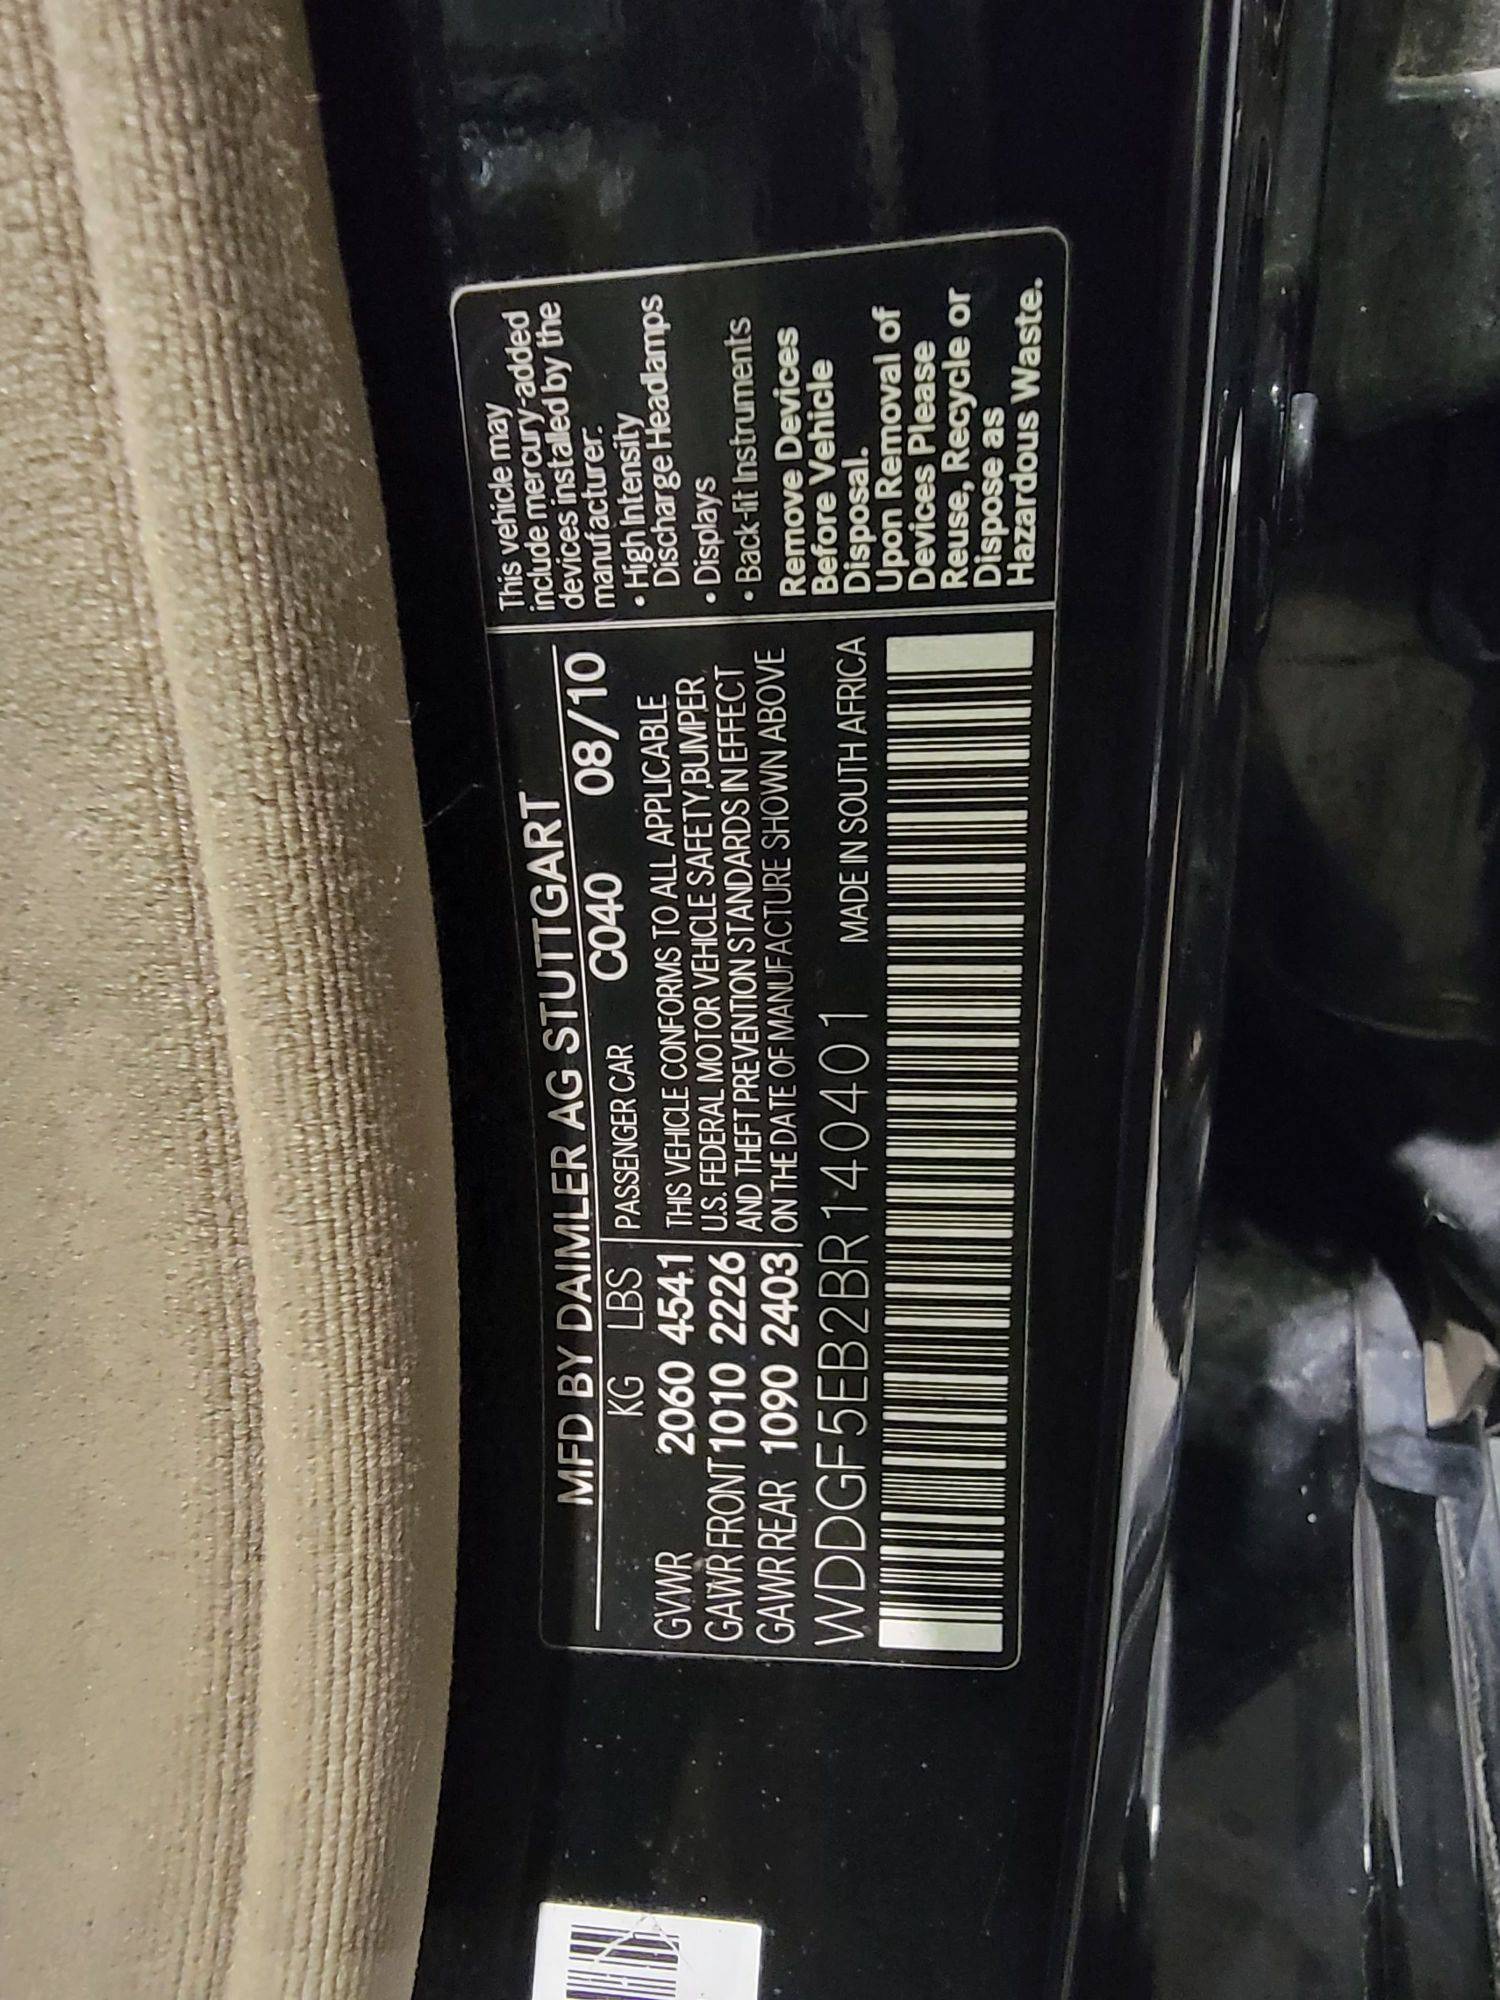 MFD BY DAIMLER AG STUTTGART
KG LBS PASSENGER CAR C040 08/10
GVWR 2060 4541 THIS VEHICLE CONFORMS TO ALL APPLICABLE
GAWR FRONT 1010 2226 U.S. FEDERAL MOTOR VEHICLE SAFETY,BUMPER
GAWR REAR 1090 2403 AND THEFT PREVENTION STANDARDS IN EFFECT
ON THE DATE OF MANUFACTURE SHOWN ABOVE
WDDGF5EB2BR140401 MADE IN SOUTH AFRICA
This vehicle may
include mercury-added
devices installed by the
manufacturer:
• High Intensity
Discharge Headlamps
• Displays
• Back-lit Instruments
Remove Devices
Before Vehicle
Disposal.
Upon Removal of
Devices Please
Reuse, Recycle or
Dispose as
Hazardous Waste.